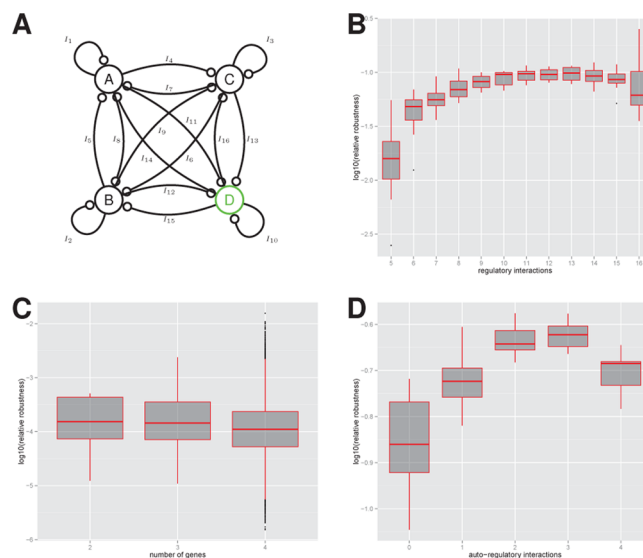 A
I1
I3
I4
A
C
I7
I11
I9
I5
I8
I16
I13
I14
I6
I12
B
D
I15
I2
I10
B
-0.5
-1.0
-1.5
-2.0
-2.5
log10(relative robustness)
5 6 7 8 9 10 11 12 13 14 15 16
regulatory interactions
C
-2
-3
-4
-5
-6
log10(relative robustness)
2 3 4
number of genes
D
-0.6
-0.7
-0.8
-0.9
-1.0
log10(relative robustness)
0 1 2 3 4
auto-regulatory interactions